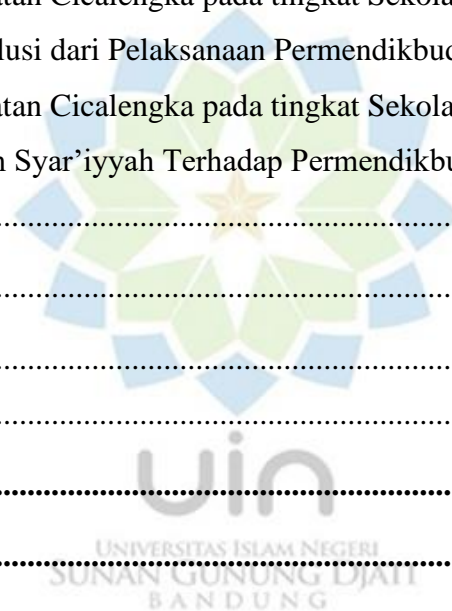 atan Cicalengka pada tingkat Sekola
lusi dari Pelaksanaan Permendikbud
atan Cicalengka pada tingkat Sekola
n Syar’iyyah Terhadap Permendikbu
....................................................................
....................................................................
....................................................................
....................................................................
....................................................................
....................................................................
uin
UNIVERSITAS ISLAM NEGERI
SUNAN GUNUNG DJATI
BANDUNG